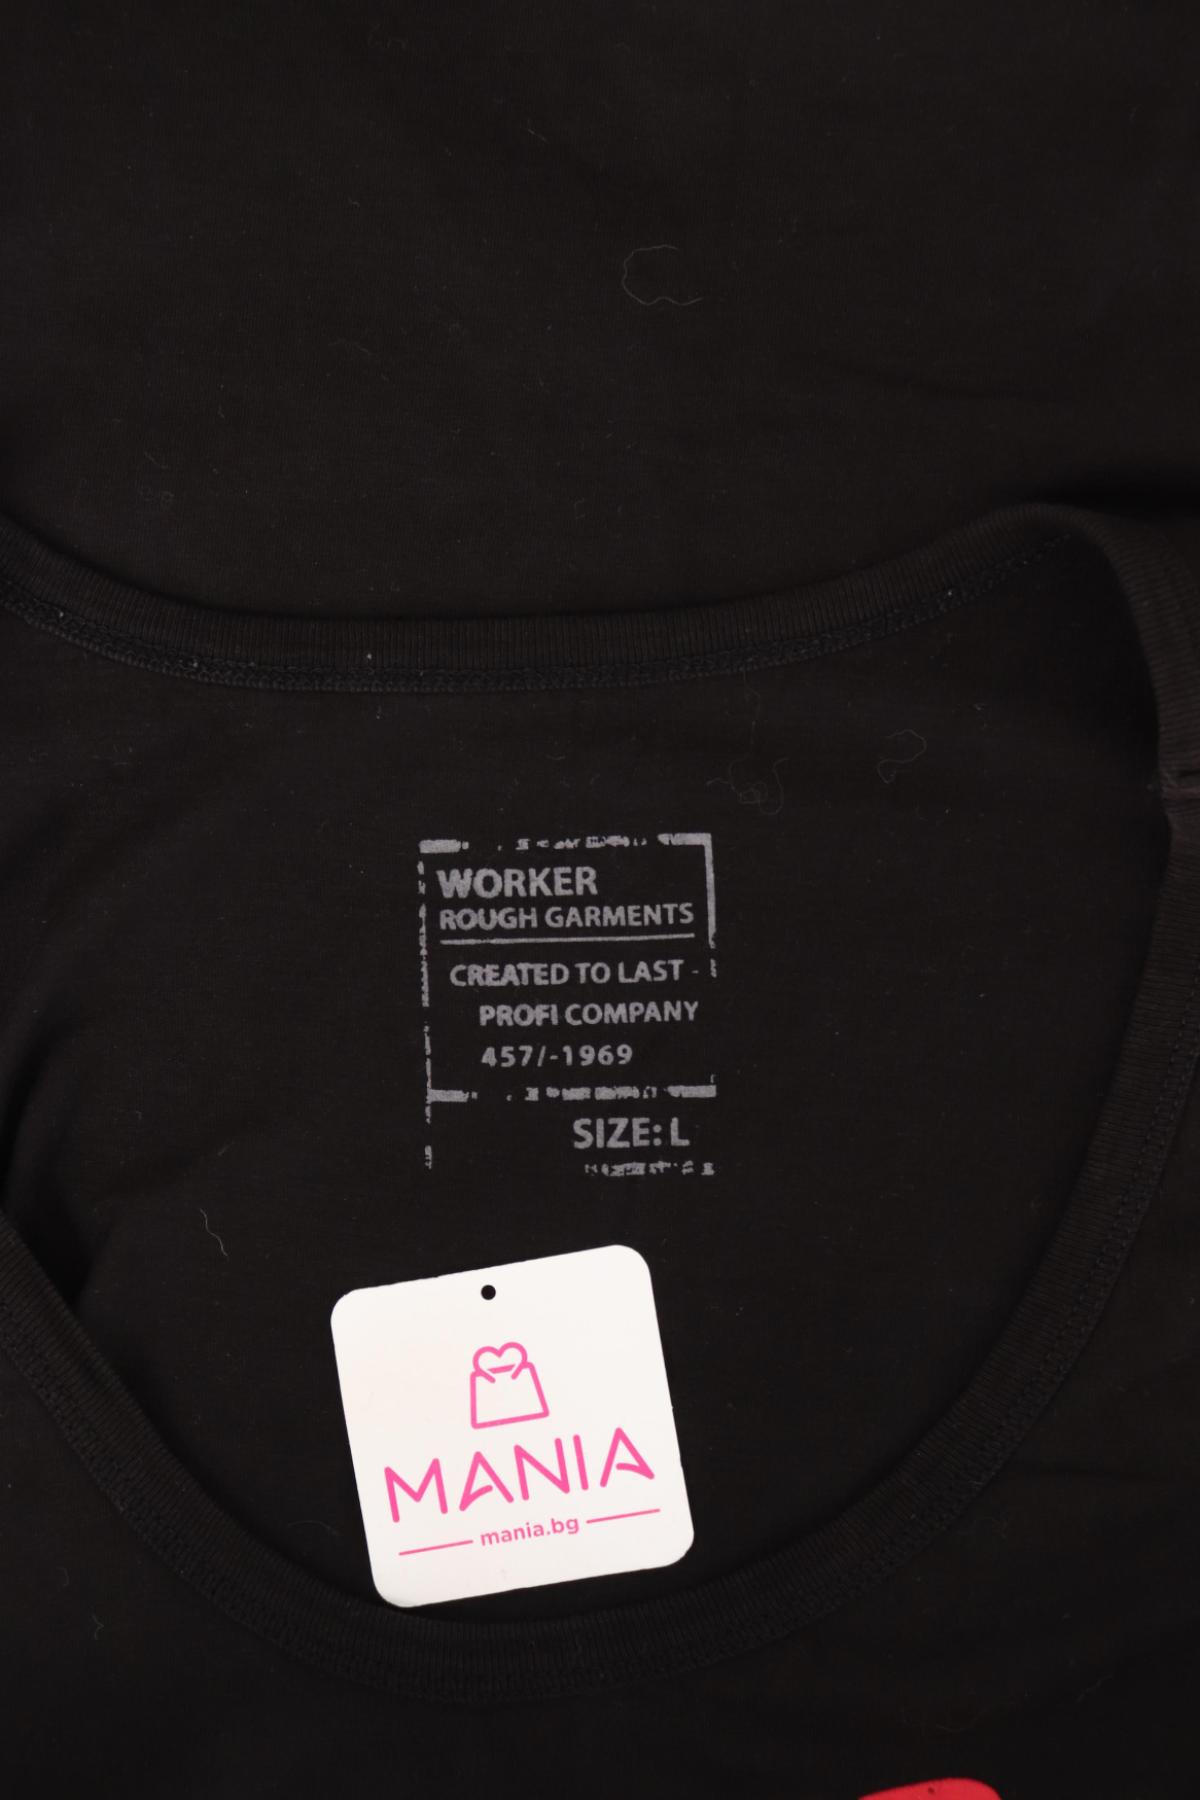 WORKER
ROUGH GARMENTS
CREATED TO LAST -
PROFI COMPANY
457/-1969
SIZE: L
MANIA
mania.bg